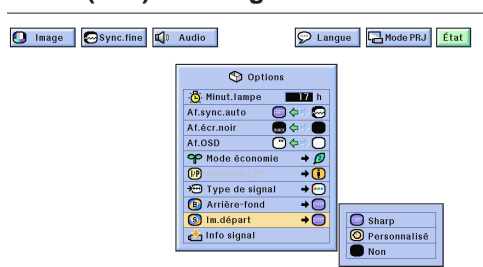 Image
Sync.fine
Audio
Langue
Mode PRJ
État
Options
Minut.lampe 17 h
Af.sync.auto
Af.écr.noir
Af.OSD
Mode économie
Type de signal
Arrière-fond
Im.départ
Info signal
Sharp
Personnalisé
Non